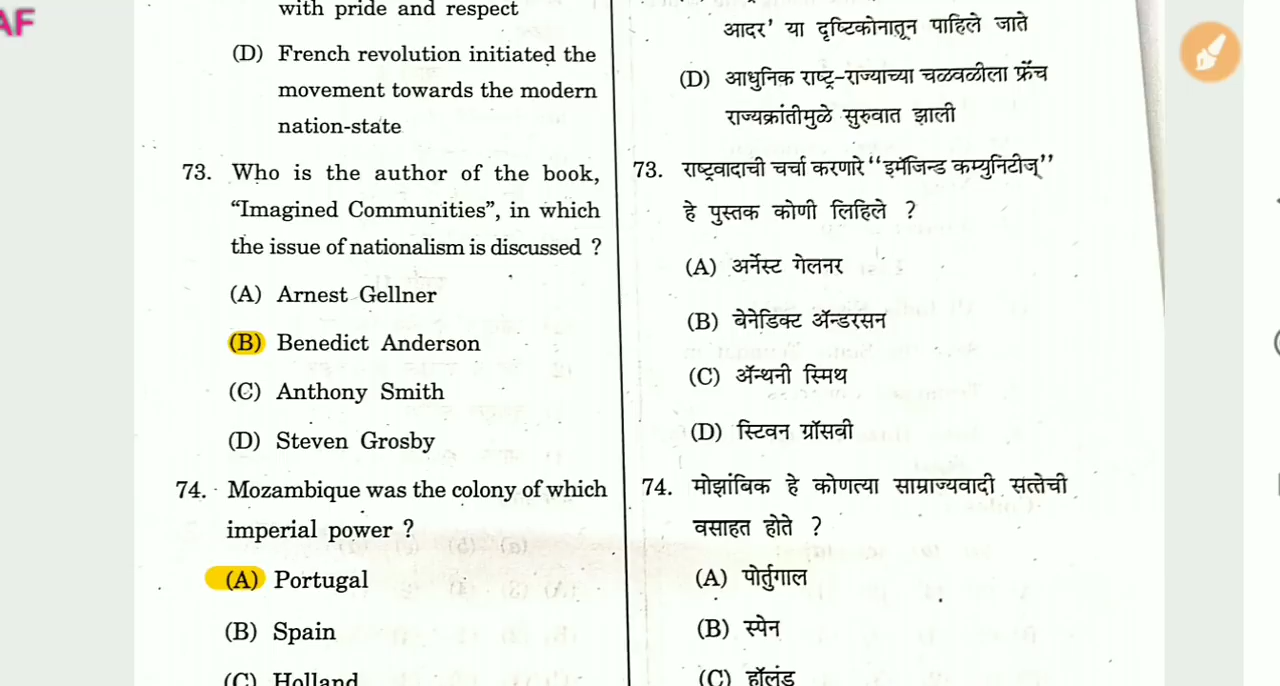 AF
with pride and respect
(D) French revolution initiated the
movement towards the modern
nation-state
73. Who is the author of the book,
"Imagined Communities", in which
the issue of nationalism is discussed ?
(A) Arnest Gellner
(B) Benedict Anderson
(C) Anthony Smith
(D) Steven Grosby
74. Mozambique was the colony of which
imperial power ?
(A) Portugal
(B) Spain
(C) Holland
आदर' या दृष्टिकोनातून पाहिले जाते
(D) आधुनिक राष्ट्र-राज्याच्या चळवळीला फ्रेंच
राज्यक्रांतीमुळे सुरुवात झाली
73. राष्ट्रवादाची चर्चा करणारे "इमॅजिन्ड कम्युनिटीज्"
हे पुस्तक कोणी लिहिले ?
(A) अर्नेस्ट गेलनर
(B) बेनेडिक्ट ॲन्डरसन
(C) ॲन्थनी स्मिथ
(D) स्टिवन ग्रॉसवी
74. मोझांबिक हे कोणत्या साम्राज्यवादी सत्तेची
वसाहत होते ?
(A) पोर्तुगाल
(B) स्पेन
(C) हॉलंड